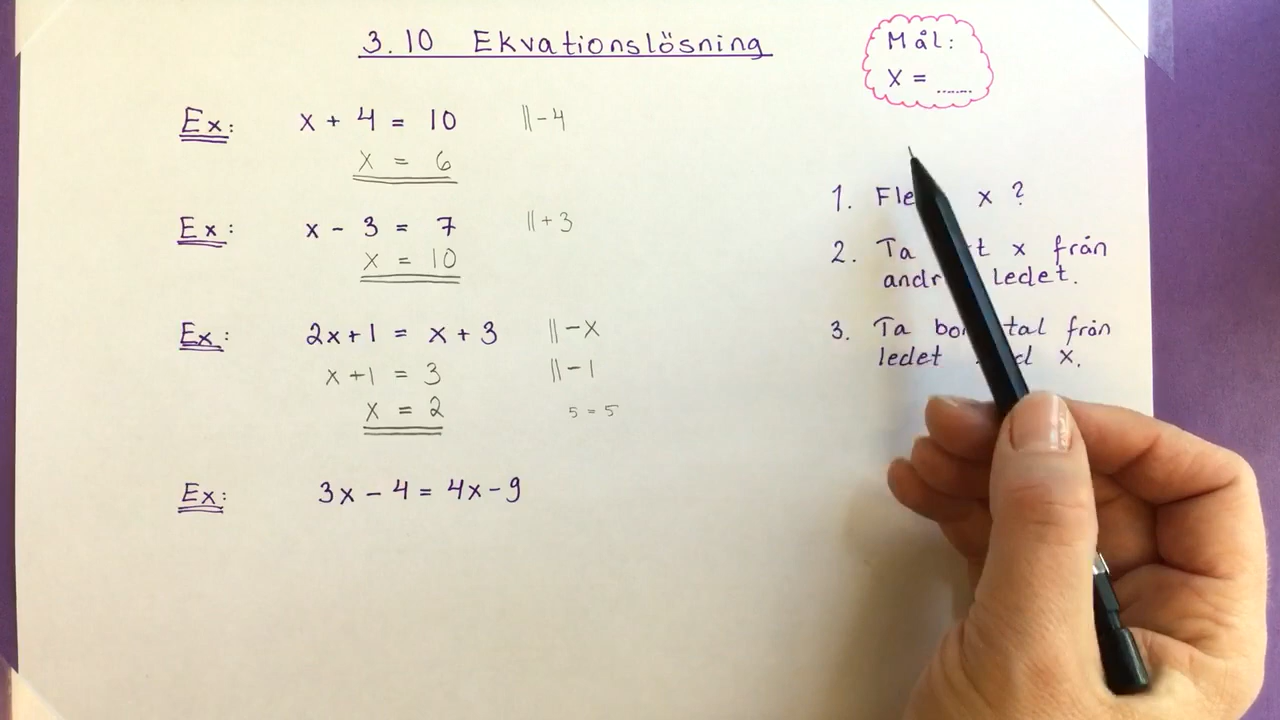 3.10 Ekvationslösning
Mål:
x = .......
Ex: x + 4 = 10 ||-4
x = 6
Ex: x - 3 = 7 ||+3
x = 10
Ex: 2x+1 = x + 3 ||-x
x+1 = 3 ||-1
x = 2 5 = 5
Ex: 3x - 4 = 4x - 9
1. x ?
2. Ta x från
ledet.
3. Ta tal från
ledet x.